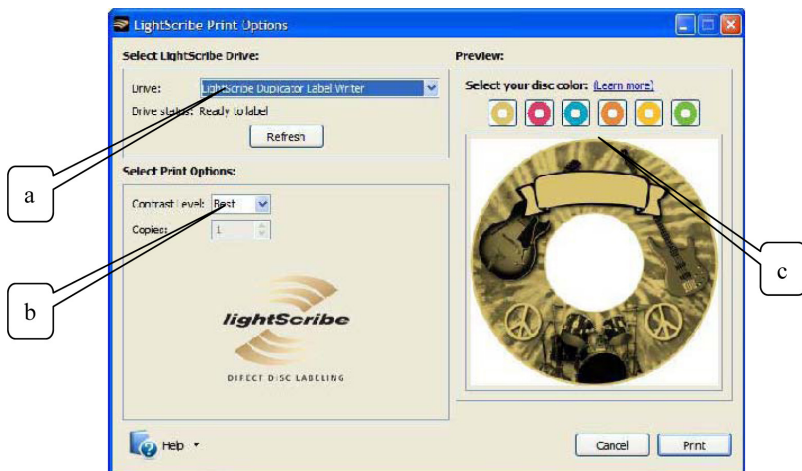 LightScribe Print Options
Select LightScribe Drive:
Drive: LightScribe Duplicator Label Writer
Drive status: Ready to label
Refresh
Select Print Options:
Contrast Level: Best
Copies: 1
lightScribe
DIRECT DISC LABELING
Preview:
Select your disc color: (Learn more)
Help
Cancel
Print
a
b
c